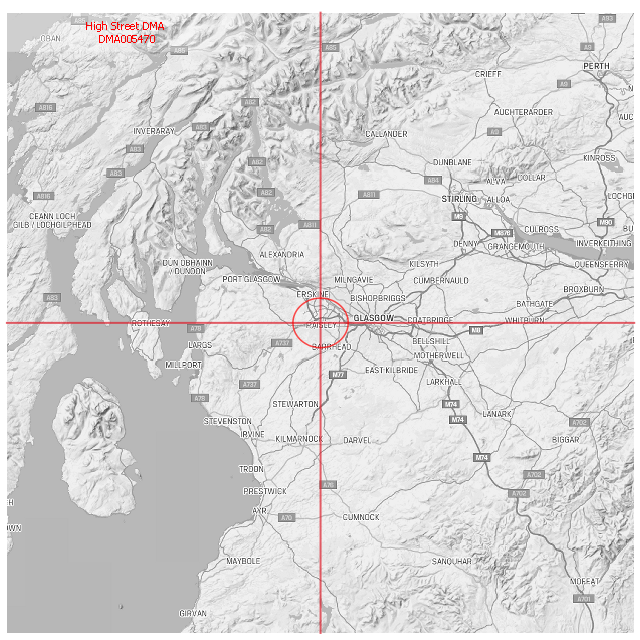 High Street DMA
DMA005470
OBAN
A85
A85
A93
A9
PERTH
CRIEFF
A9
A816
A82
AUCHTERARDER
INVERARAY
A83
CALLANDER
A9
A83
DUNBLANE
KINROSS
A83
A82
A84
ALVA
DOLLAR
A816
A82
A811
STIRLING
ALLOA
LOCHG
CEANN LOCH
GILB / LOCHGILPHEAD
A82
A811
M9
M876
CULROSS
M90
DENNY
GRANGEMOUTH
INVERKEITHING
ALEXANDRIA
DUN OBHAINN
/ DUNOON
KILSYTH
QUEENSFERRY
PORT GLASGOW
MILNGAVIE
CUMBERNAULD
BROXBURN
A83
ERSKINE
BISHOPBRIGGS
BATHGATE
ROTHESAY
A78
PAISLEY
GLASGOW
COATBRIDGE
WHITBURN
M8
LARGS
A737
BARRHEAD
BELLSHILL
MOTHERWELL
MILLPORT
M77
EAST KILBRIDE
A737
LARKHALL
A78
STEWARTON
M74
LANARK
STEVENSTON
M74
A702
IRVINE
KILMARNOCK
DARVEL
BIGGAR
TROON
M74
A702
PRESTWICK
A76
A702
AYR
A70
CUMNOCK
MAYBOLE
SANQUHAR
MOFFAT
A701
GIRVAN